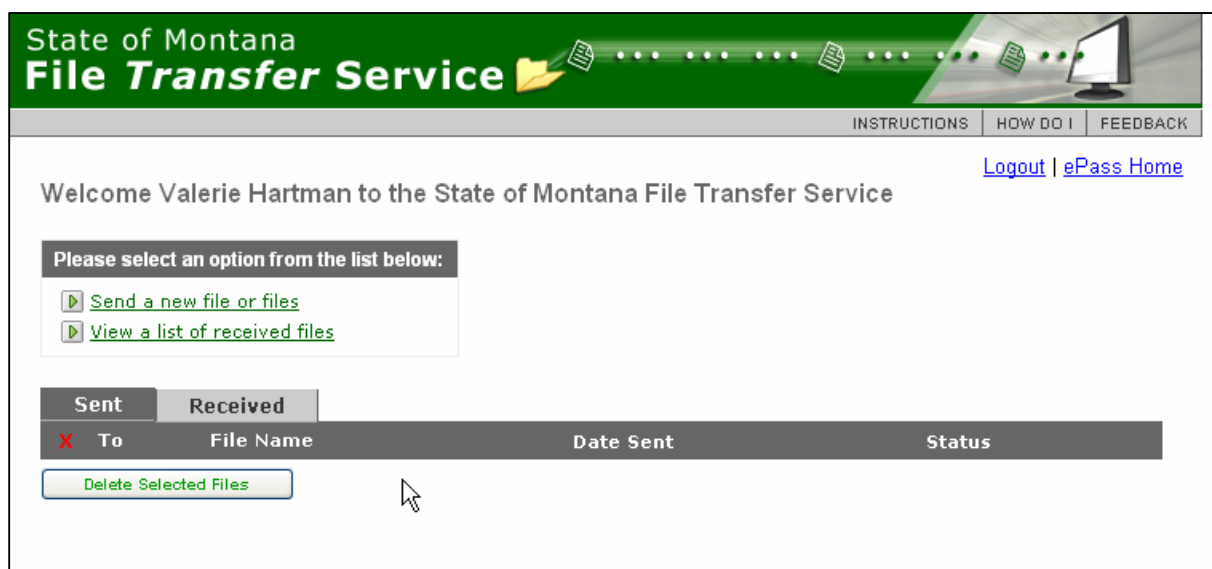 State of Montana
File Transfer Service
INSTRUCTIONS HOW DO I FEEDBACK
Logout | ePass Home
Welcome Valerie Hartman to the State of Montana File Transfer Service
Please select an option from the list below:
Send a new file or files
View a list of received files
Sent Received
X To File Name Date Sent Status
Delete Selected Files